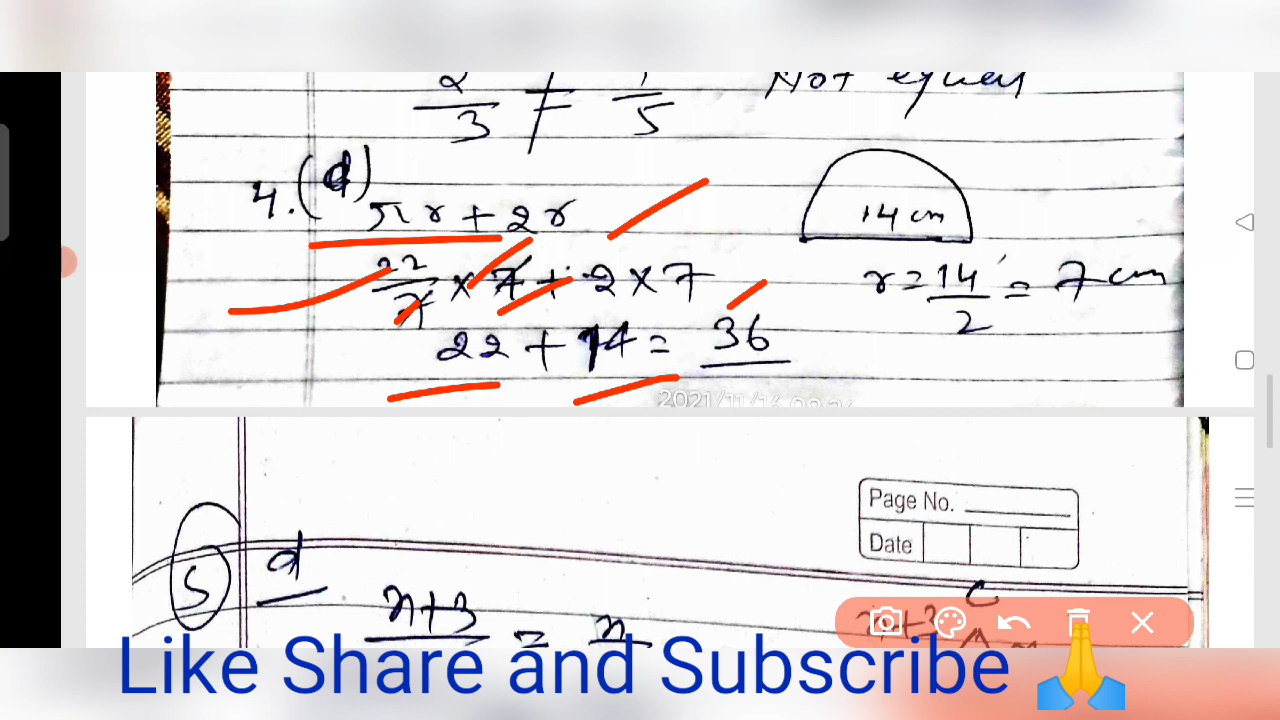 2/3 ≠ 1/5 Not equal
4. (d)
πr + 2r
14 cm
22/7 × 7 + 2 × 7
r = 14/2 = 7 cm
22 + 14 = 36
Page No.
Date
5 d
x+3 = x
C
Like Share and Subscribe 🙏